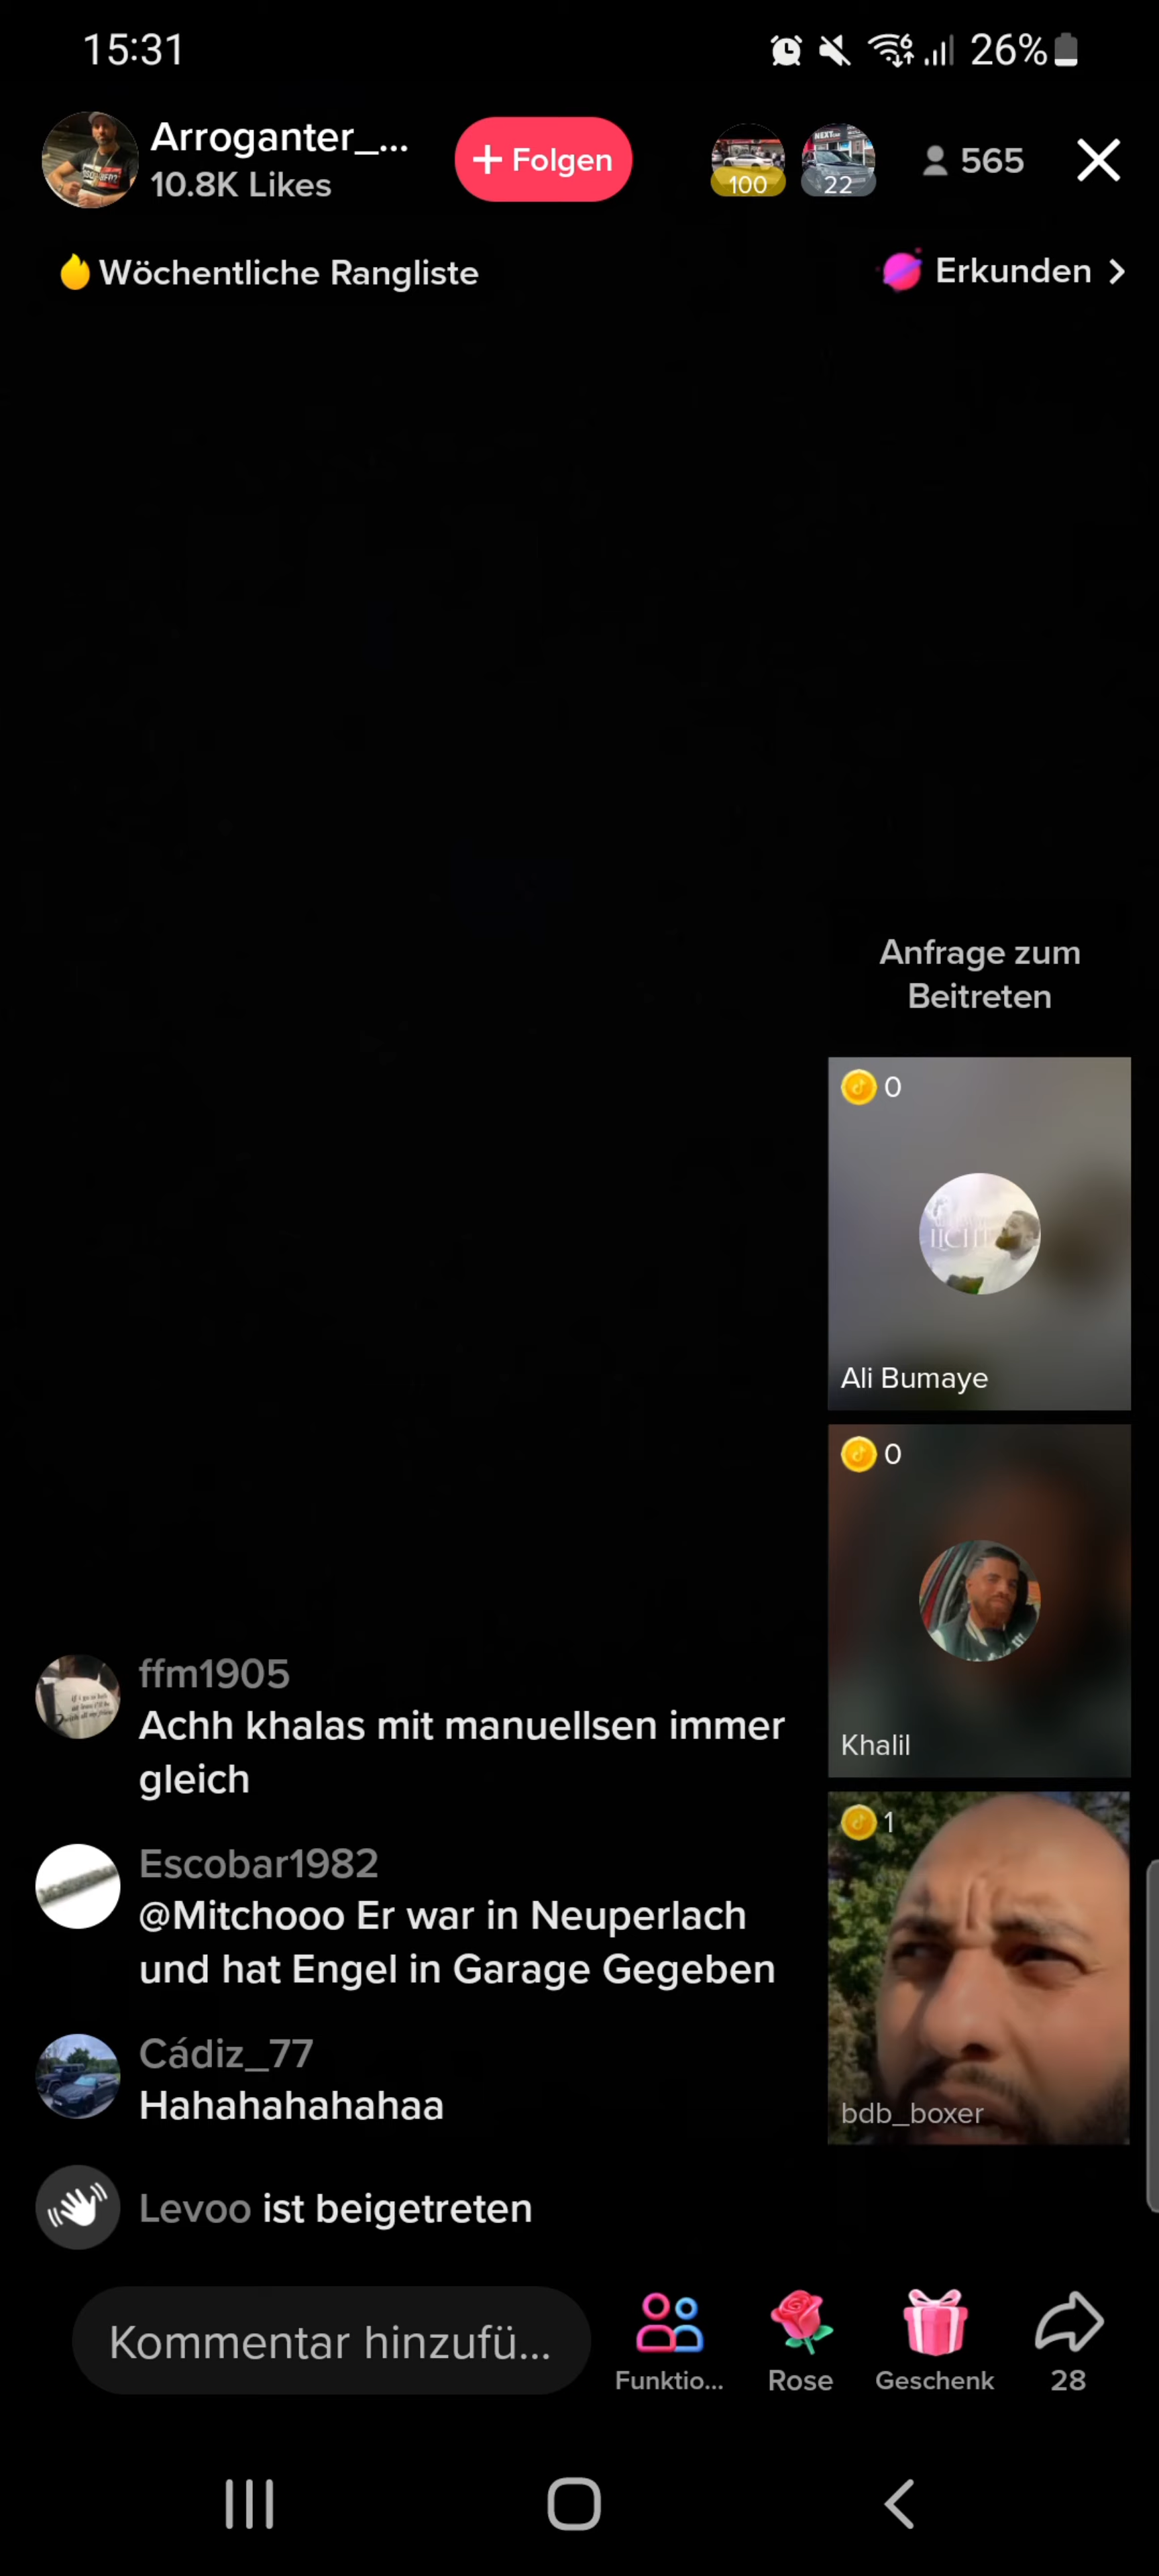 15:31
26%
Arroganter_...
10.8K Likes
+ Folgen
100
22
565
Wöchentliche Rangliste
Erkunden >
Anfrage zum
Beitreten
0
LICHT
Ali Bumaye
0
Khalil
1
bdb_boxer
ffm1905
Achh khalas mit manuellsen immer
gleich
Escobar1982
@Mitchooo Er war in Neuperlach
und hat Engel in Garage Gegeben
Cádiz_77
Hahahahahahaa
Levoo ist beigetreten
Kommentar hinzufü...
Funktio...
Rose
Geschenk
28